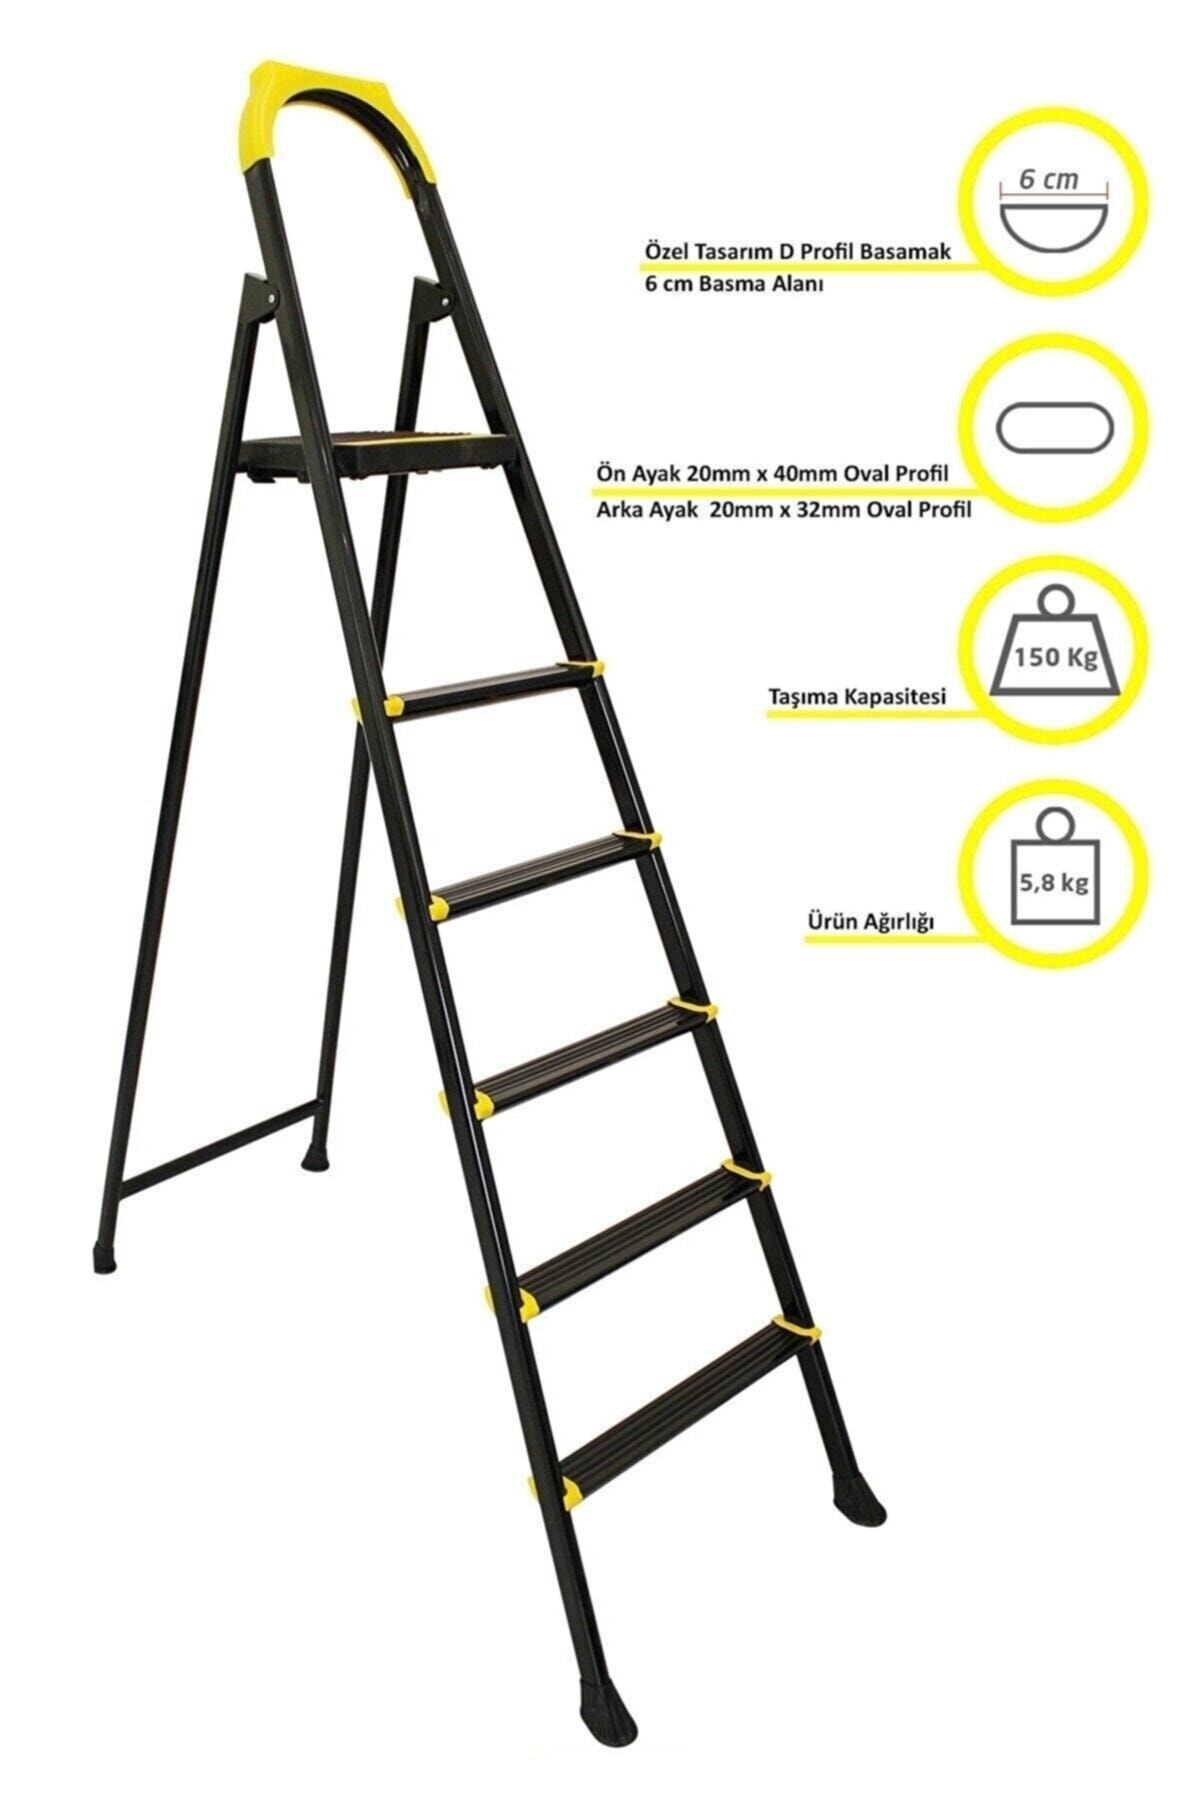 6 cm
Özel Tasarım D Profil Basamak
6 cm Basma Alanı
Ön Ayak 20mm x 40mm Oval Profil
Arka Ayak 20mm x 32mm Oval Profil
150 Kg
Taşıma Kapasitesi
5,8 kg
Ürün Ağırlığı